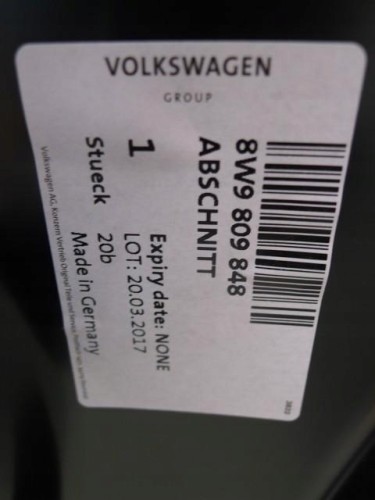 VOLKSWAGEN
GROUP
8W9 809 848
ABSCHNITT
Expiry date: NONE
LOT: 20.03.2017
1
Stueck
20b
Made in Germany